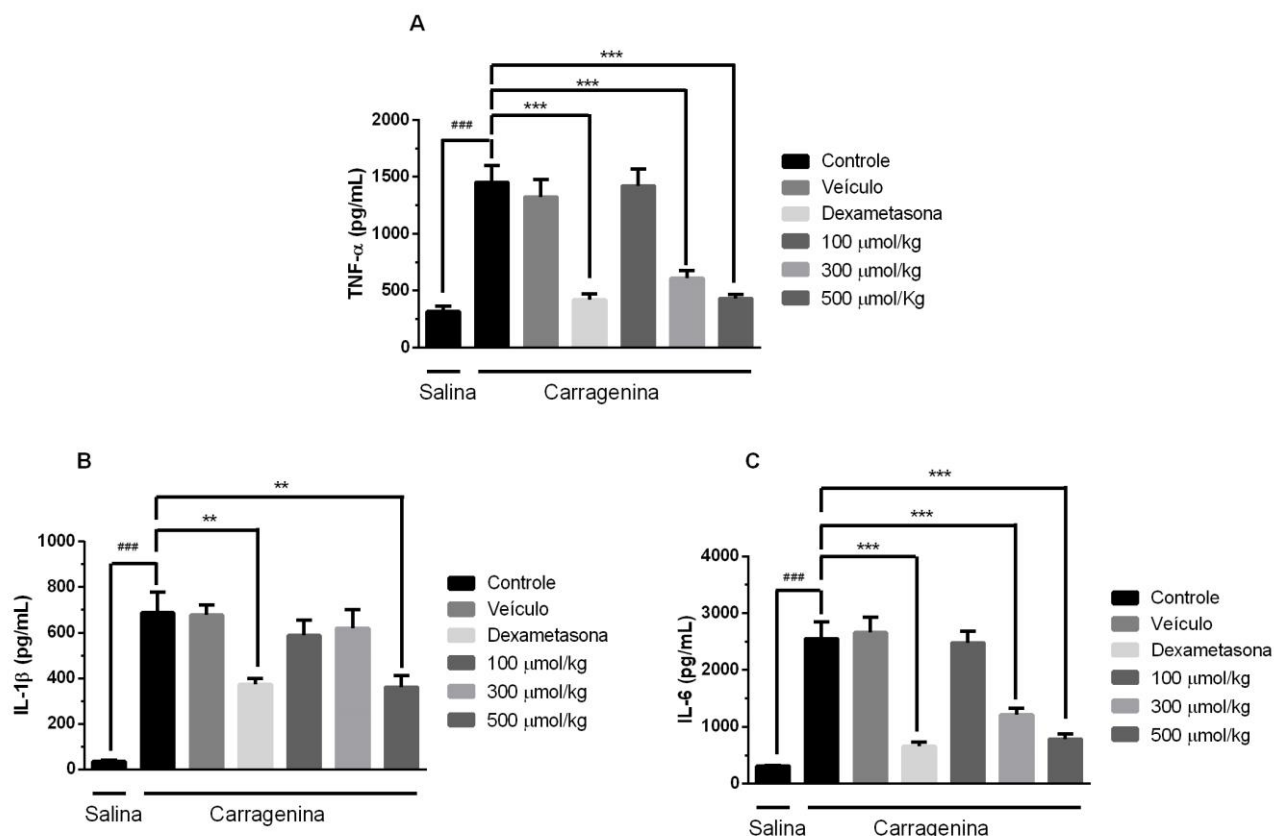 A
***
***
***
###
2000
1500
1000
500
0
TNF-α (pg/mL)
Controle
Veículo
Dexametasona
100 μmol/kg
300 μmol/kg
500 μmol/Kg
Salina
Carragenina
B
**
**
###
1000
800
600
400
200
0
IL-1β (pg/mL)
Controle
Veículo
Dexametasona
100 μmol/kg
300 μmol/kg
500 μmol/kg
Salina
Carragenina
C
***
***
***
###
4000
3000
2000
1000
0
IL-6 (pg/mL)
Controle
Veículo
Dexametasona
100 μmol/kg
300 μmol/kg
500 μmol/kg
Salina
Carragenina